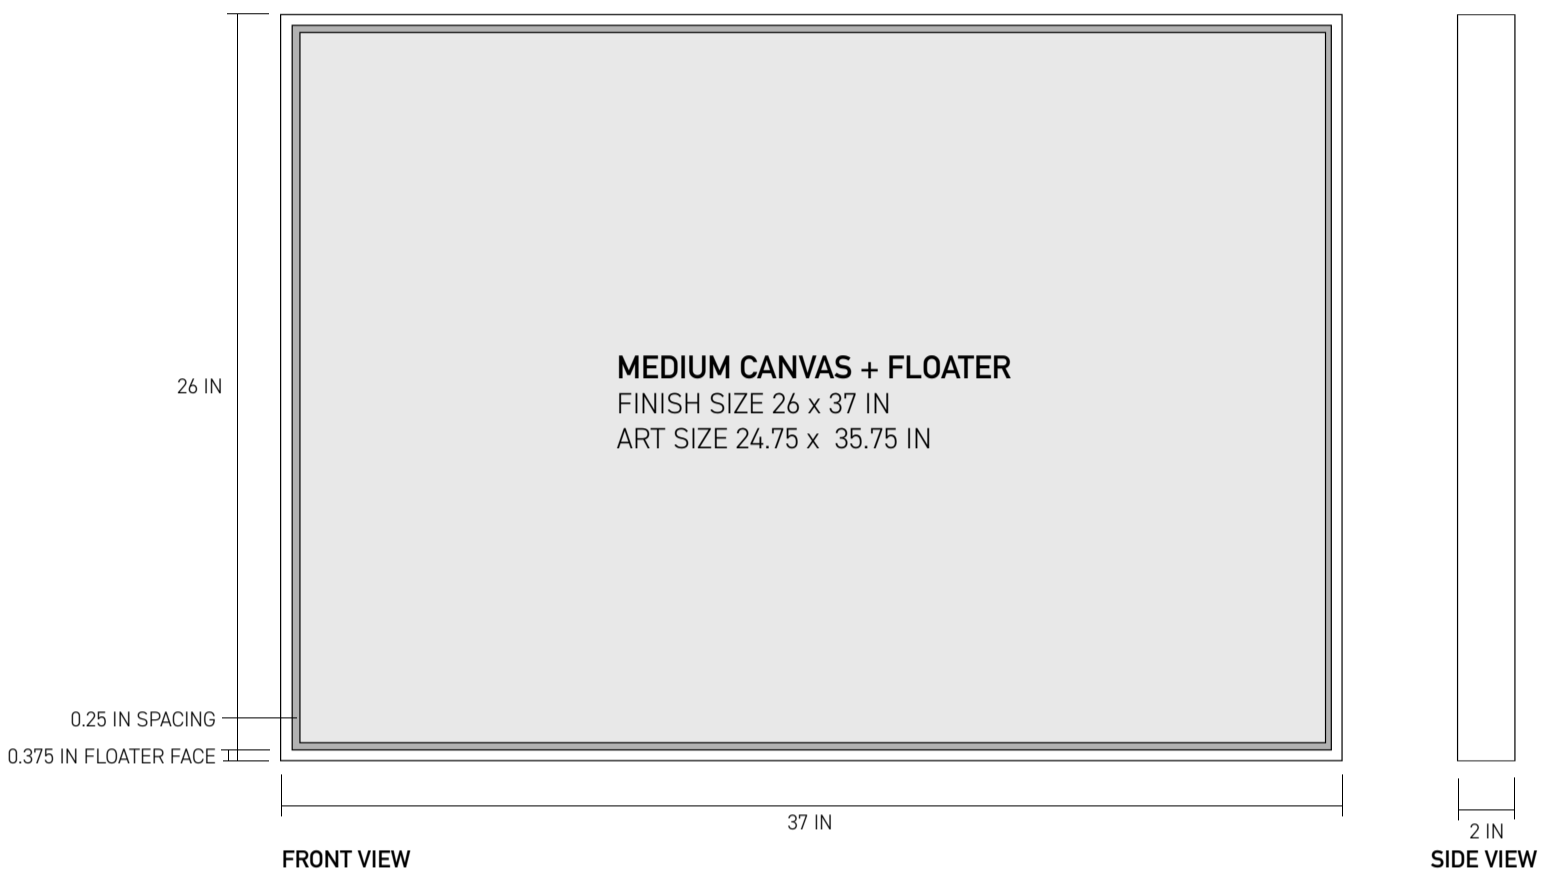 26 IN
MEDIUM CANVAS + FLOATER
FINISH SIZE 26 x 37 IN
ART SIZE 24.75 x  35.75 IN
0.25 IN SPACING
0.375 IN FLOATER FACE
37 IN
2 IN
FRONT VIEW
SIDE VIEW